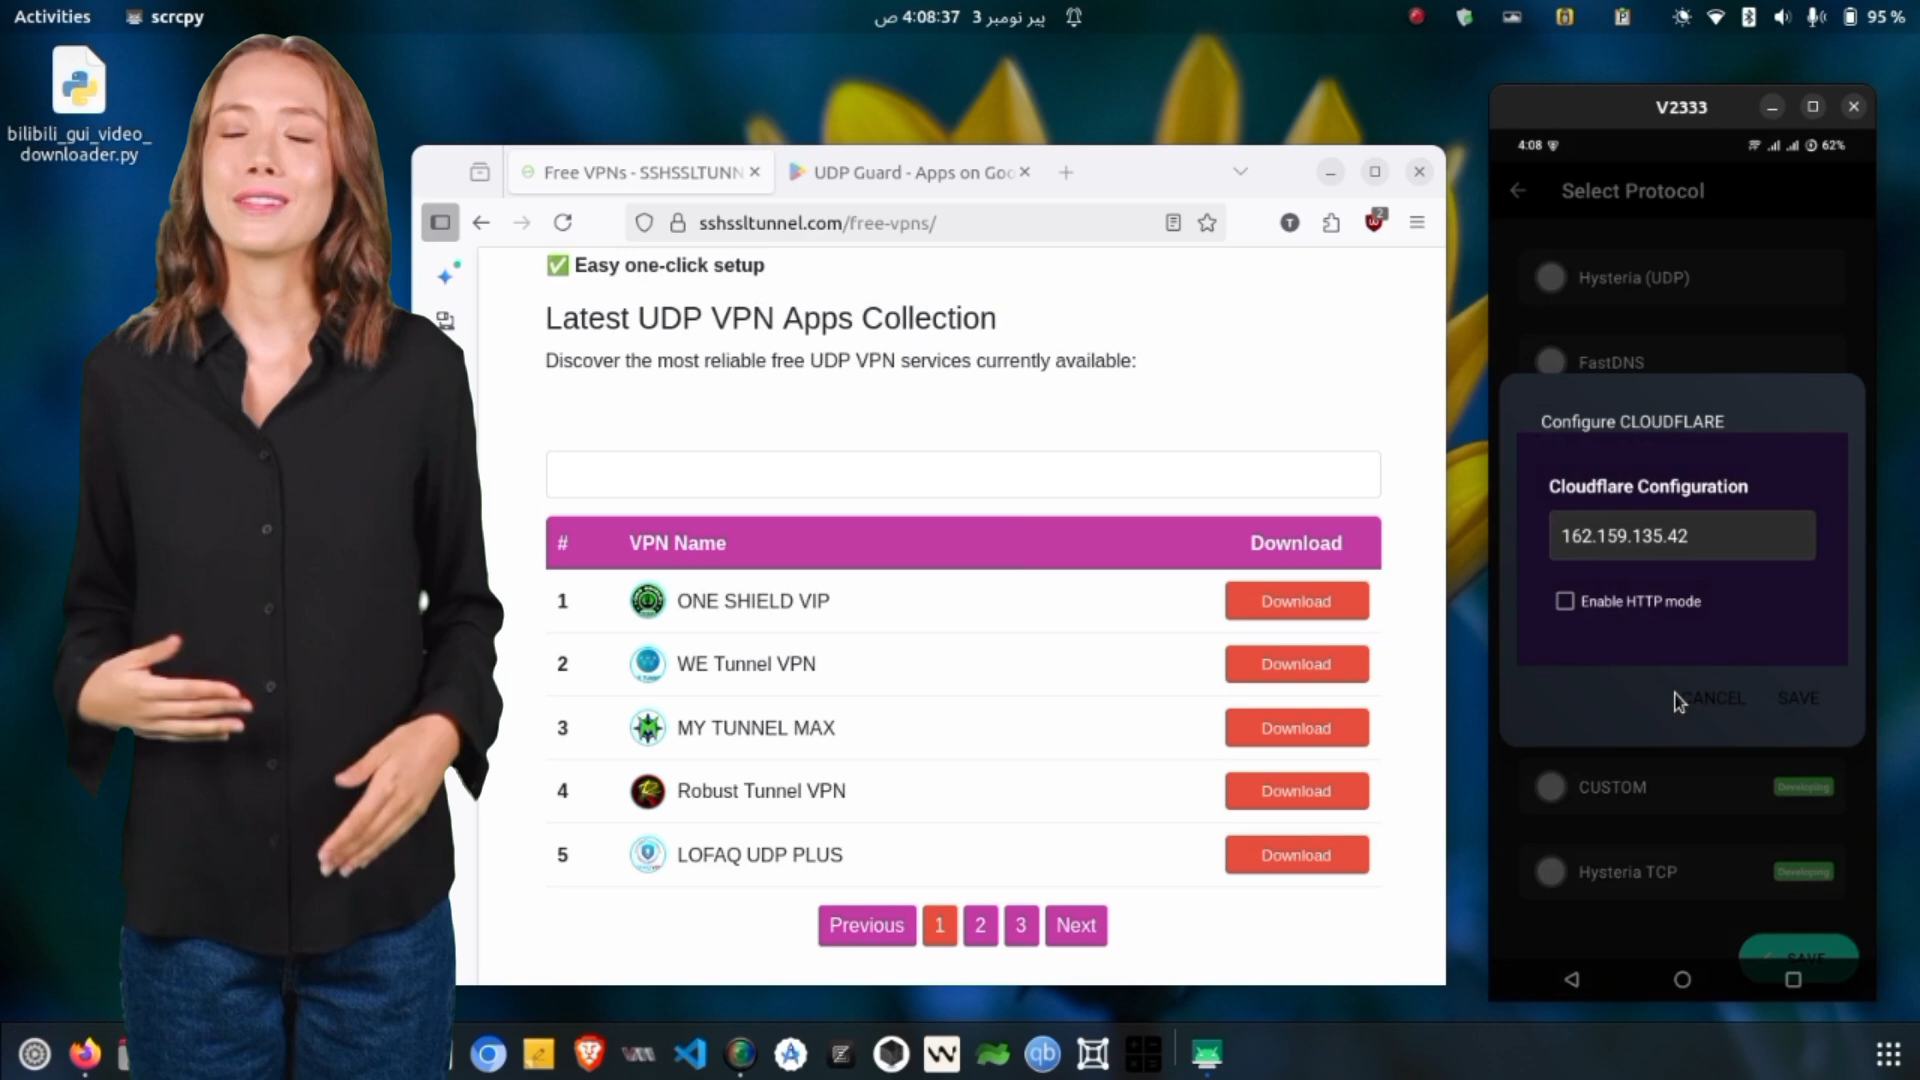 Activities
scrcpy
پیر نومبر 3 4:08:37 ص
95 %
bilibili_gui_video_
downloader.py
Free VPNs - SSHSSLTUNN
UDP Guard - Apps on Goo
sshssltunnel.com/free-vpns/
2
✅ Easy one-click setup
Latest UDP VPN Apps Collection
Discover the most reliable free UDP VPN services currently available:
# VPN Name Download
1 ONE SHIELD VIP Download
2 WE Tunnel VPN Download
3 MY TUNNEL MAX Download
4 Robust Tunnel VPN Download
5 LOFAQ UDP PLUS Download
Previous 1 2 3 Next
V2333
4:08
62%
Select Protocol
Hysteria (UDP)
FastDNS
Configure CLOUDFLARE
Cloudflare Configuration
162.159.135.42
Enable HTTP mode
CANCEL SAVE
CUSTOM Developing
Hysteria TCP Developing
SAVE
qb